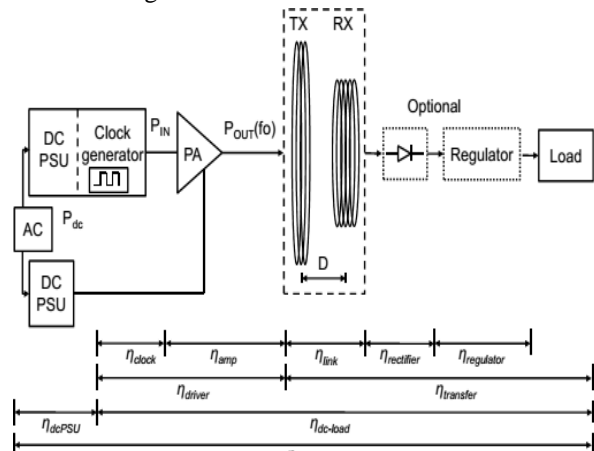 TX RX
Optional
DC PSU
Clock generator
P_IN
PA
P_OUT(fo)
Regulator
Load
AC
P_dc
DC PSU
D
η_clock η_amp η_link η_rectifier η_regulator
η_driver η_transfer
η_dcPSU η_dc-load